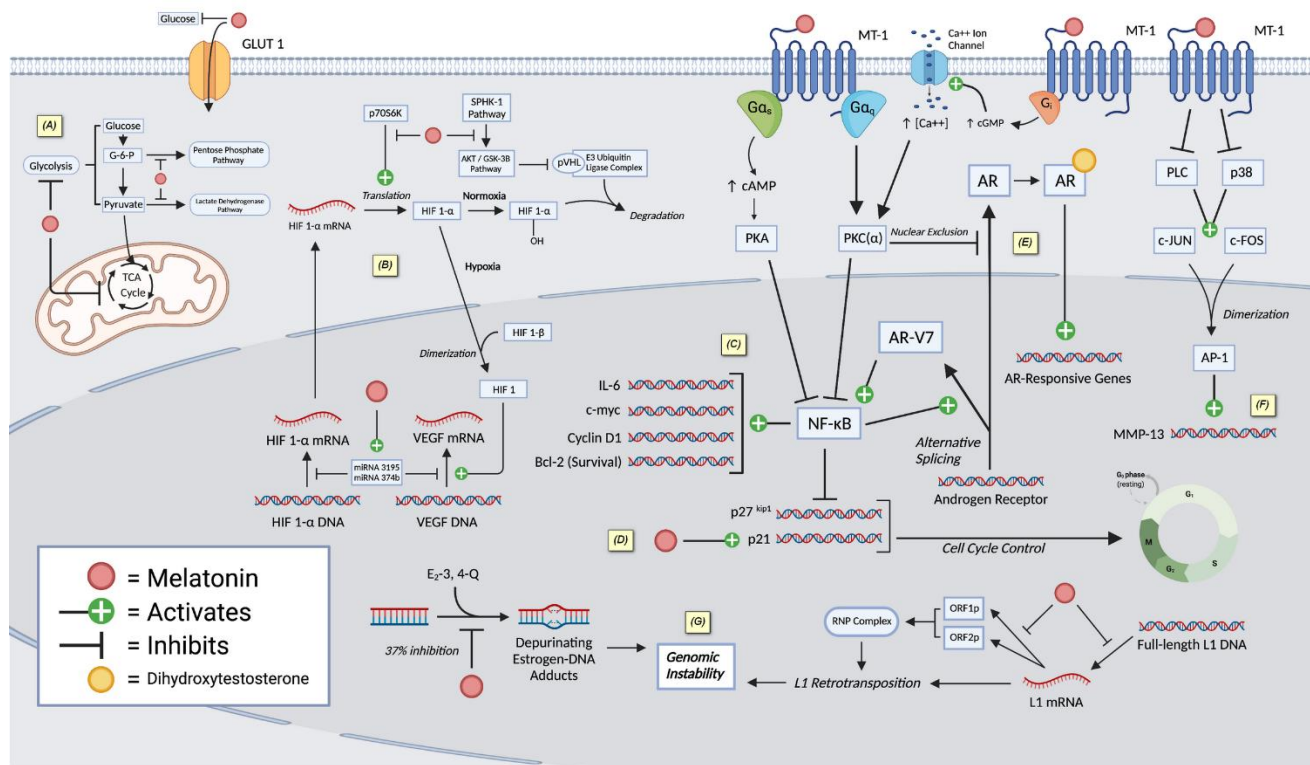 Glucose
GLUT 1
MT-1
Ca++ Ion
Channel
MT-1
MT-1
(A)
Glycolysis
Glucose
G-6-P
Pyruvate
Pentose Phosphate
Pathway
Lactate Dehydrogenase
Pathway
TCA
Cycle
p70S6K
SPHK-1
Pathway
AKT / GSK-3B
Pathway
pVHL
E3 Ubiquitin
Ligase Complex
Translation
HIF 1-α mRNA
HIF 1-α
Normoxia
HIF 1-α
OH
Degradation
(B)
Hypoxia
HIF 1-β
Dimerization
HIF 1
HIF 1-α mRNA
VEGF mRNA
miRNA 3195
miRNA 374b
HIF 1-α DNA
VEGF DNA
Gαs
Gαq
↑ [Ca++]
↑ cGMP
Gi
↑ cAMP
PKA
PKC(α)
Nuclear Exclusion
AR
AR
(E)
PLC
p38
c-JUN
c-FOS
Dimerization
AP-1
(F)
MMP-13
AR-Responsive Genes
(C)
AR-V7
IL-6
c-myc
Cyclin D1
Bcl-2 (Survival)
NF-κB
Alternative
Splicing
Androgen Receptor
(D)
p27 kip1
p21
Cell Cycle Control
G₀ phase
(resting)
G₁
S
G₂
M
= Melatonin
= Activates
= Inhibits
= Dihydroxytestosterone
E₂-3, 4-Q
37% inhibition
Depurinating
Estrogen-DNA
Adducts
(G)
Genomic
Instability
RNP Complex
ORF1p
ORF2p
L1 Retrotransposition
L1 mRNA
Full-length L1 DNA